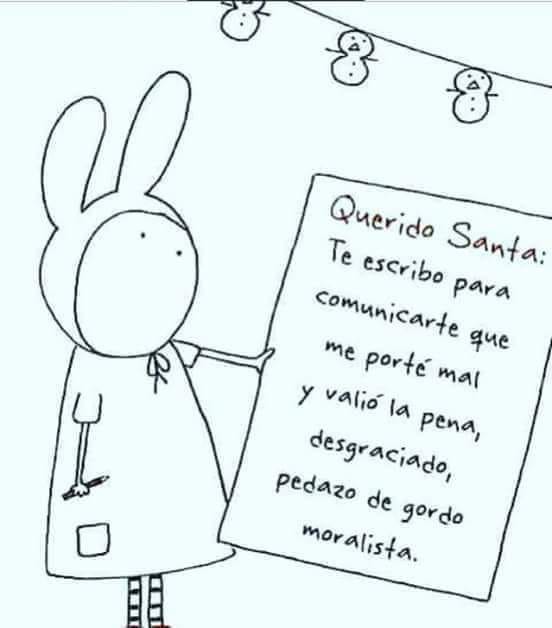 Querido Santa:
Te escribo para
comunicarte que
me porté mal
y valió la pena,
desgraciado,
pedazo de gordo
moralista.